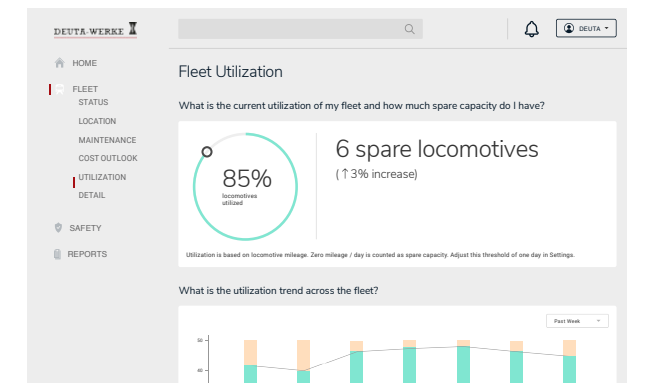 DEUTA-WERKE
DEUTA
HOME
FLEET
STATUS
LOCATION
MAINTENANCE
COST OUTLOOK
UTILIZATION
DETAIL
SAFETY
REPORTS
Fleet Utilization
What is the current utilization of my fleet and how much spare capacity do I have?
85%
locomotives
utilized
6 spare locomotives
(↑3% increase)
Utilization is based on locomotive mileage. Zero mileage / day is counted as spare capacity. Adjust this threshold of one day in Settings.
What is the utilization trend across the fleet?
Past Week
50
40